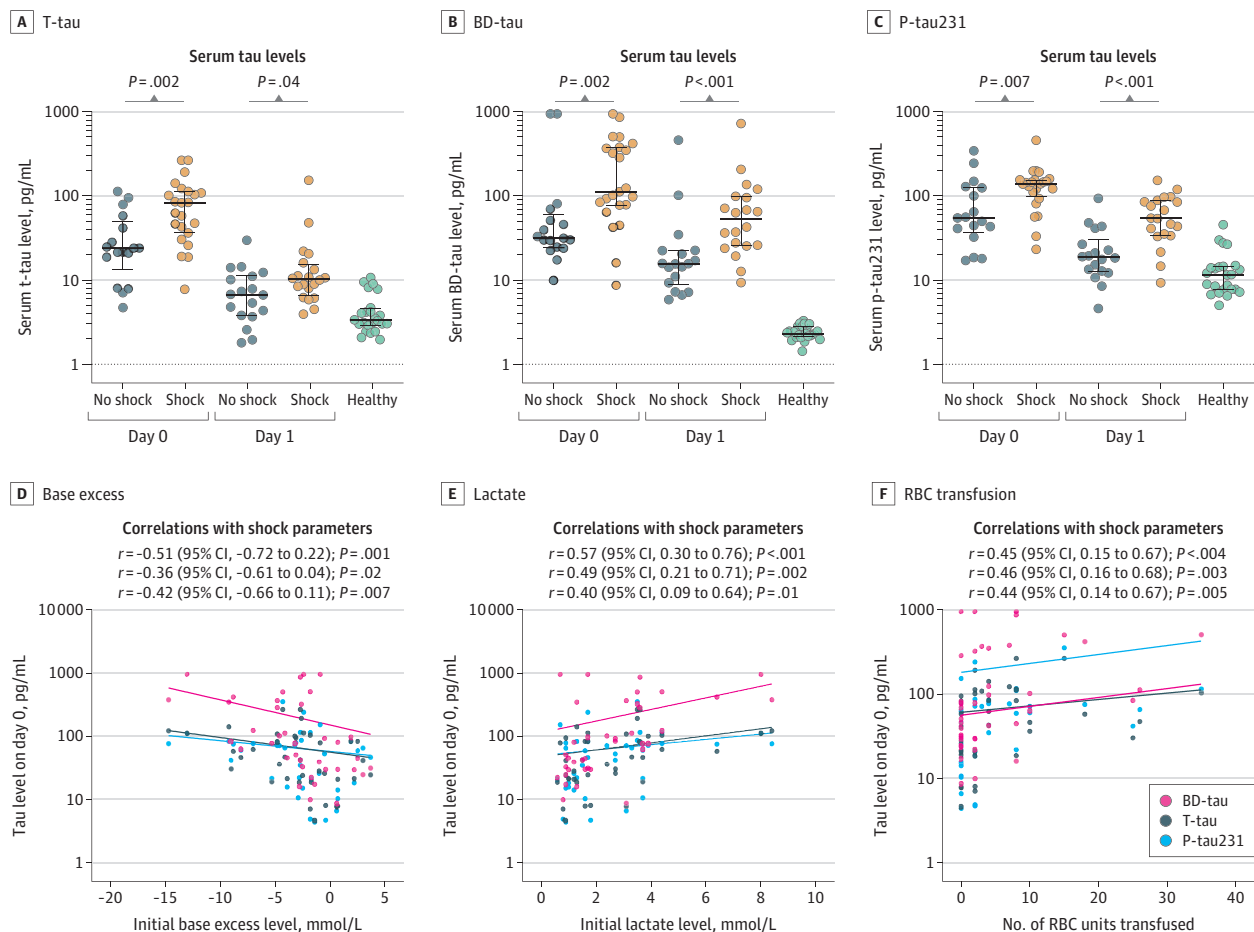 A T-tau
Serum tau levels
P = .002
P = .04
1000
100
10
1
Serum t-tau level, pg/mL
No shock
Shock
No shock
Shock
Healthy
Day 0
Day 1
B BD-tau
Serum tau levels
P = .002
P <.001
1000
100
10
1
Serum BD-tau level, pg/mL
No shock
Shock
No shock
Shock
Healthy
Day 0
Day 1
C P-tau231
Serum tau levels
P = .007
P <.001
1000
100
10
1
Serum p-tau231 level, pg/mL
No shock
Shock
No shock
Shock
Healthy
Day 0
Day 1
D Base excess
Correlations with shock parameters
r = -0.51 (95% CI, -0.72 to 0.22); P = .001
r = -0.36 (95% CI, -0.61 to 0.04); P = .02
r = -0.42 (95% CI, -0.66 to 0.11); P = .007
10 000
1000
100
10
1
Tau level on day 0, pg/mL
-20 -15 -10 -5 0 5
Initial base excess level, mmol/L
E Lactate
Correlations with shock parameters
r = 0.57 (95% CI, 0.30 to 0.76); P <.001
r = 0.49 (95% CI, 0.21 to 0.71); P = .002
r = 0.40 (95% CI, 0.09 to 0.64); P = .01
10 000
1000
100
10
1
Tau level on day 0, pg/mL
0 2 4 6 8 10
Initial lactate level, mmol/L
F RBC transfusion
Correlations with shock parameters
r = 0.45 (95% CI, 0.15 to 0.67); P <.004
r = 0.46 (95% CI, 0.16 to 0.68); P = .003
r = 0.44 (95% CI, 0.14 to 0.67); P = .005
1000
100
10
1
Tau level on day 0, pg/mL
BD-tau
T-tau
P-tau231
0 10 20 30 40
No. of RBC units transfused